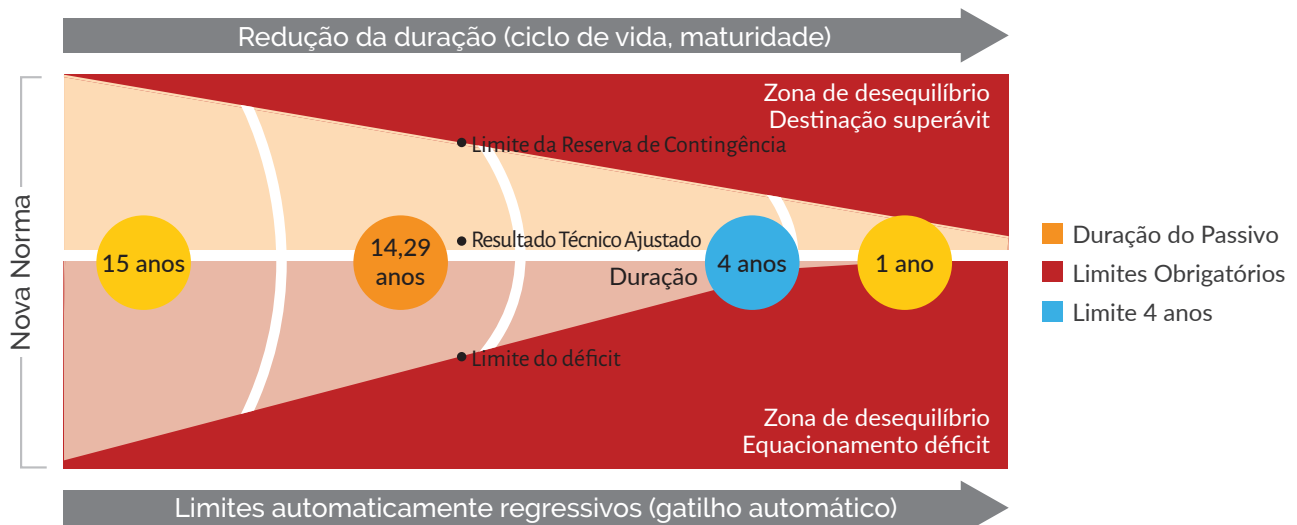 Redução da duração (ciclo de vida, maturidade)
Nova Norma
Zona de desequilíbrio
Destinação superávit
Limite da Reserva de Contingência
Resultado Técnico Ajustado
15 anos
14,29
anos
Duração
4 anos
1 ano
Limite do déficit
Zona de desequilíbrio
Equacionamento déficit
Duração do Passivo
Limites Obrigatórios
Limite 4 anos
Limites automaticamente regressivos (gatilho automático)